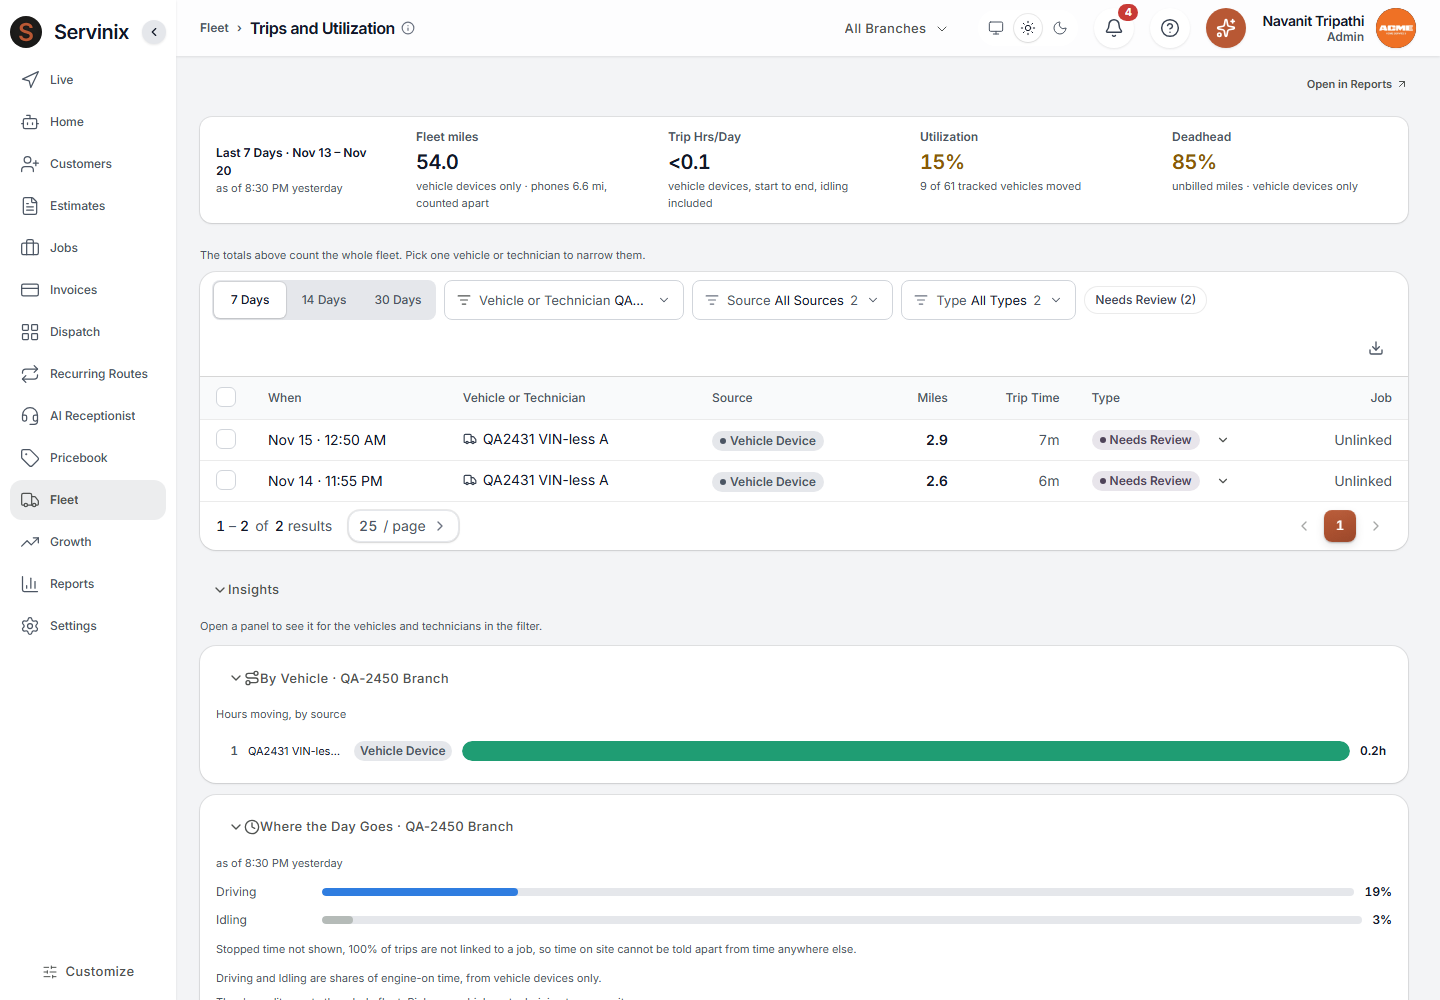 Servinix
Fleet › Trips and Utilization
All Branches
4
Navanit Tripathi
Admin
ACME
Live
Home
Customers
Estimates
Jobs
Invoices
Dispatch
Recurring Routes
AI Receptionist
Pricebook
Fleet
Growth
Reports
Settings
Customize
Open in Reports
Last 7 Days · Nov 13 – Nov
20
as of 8:30 PM yesterday
Fleet miles
54.0
vehicle devices only · phones 6.6 mi,
counted apart
Trip Hrs/Day
<0.1
vehicle devices, start to end, idling
included
Utilization
15%
9 of 61 tracked vehicles moved
Deadhead
85%
unbilled miles · vehicle devices only
The totals above count the whole fleet. Pick one vehicle or technician to narrow them.
7 Days 14 Days 30 Days Vehicle or Technician QA... Source All Sources 2 Type All Types 2 Needs Review (2)
When Vehicle or Technician Source Miles Trip Time Type Job
Nov 15 · 12:50 AM QA2431 VIN-less A Vehicle Device 2.9 7m Needs Review Unlinked
Nov 14 · 11:55 PM QA2431 VIN-less A Vehicle Device 2.6 6m Needs Review Unlinked
1 – 2 of 2 results 25 / page 1
Insights
Open a panel to see it for the vehicles and technicians in the filter.
By Vehicle · QA-2450 Branch
Hours moving, by source
1 QA2431 VIN-les... Vehicle Device 0.2h
Where the Day Goes · QA-2450 Branch
as of 8:30 PM yesterday
Driving 19%
Idling 3%
Stopped time not shown, 100% of trips are not linked to a job, so time on site cannot be told apart from time anywhere else.
Driving and Idling are shares of engine-on time, from vehicle devices only.